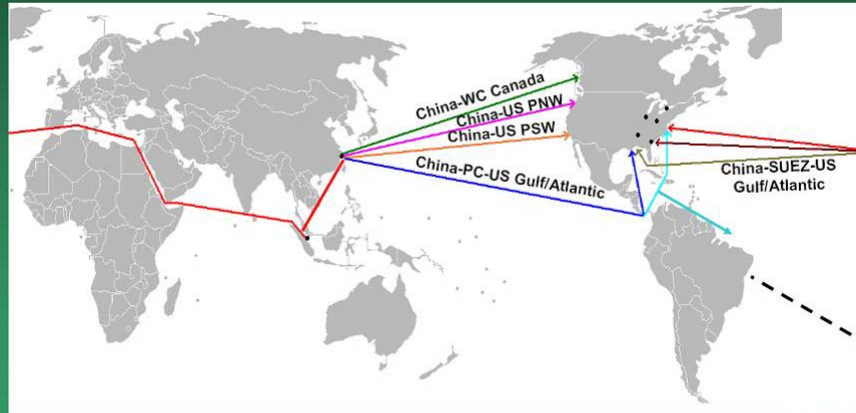 China-WC Canada
China-US PNW
China-US PSW
China-PC-US Gulf/Atlantic
China-SUEZ-US
Gulf/Atlantic